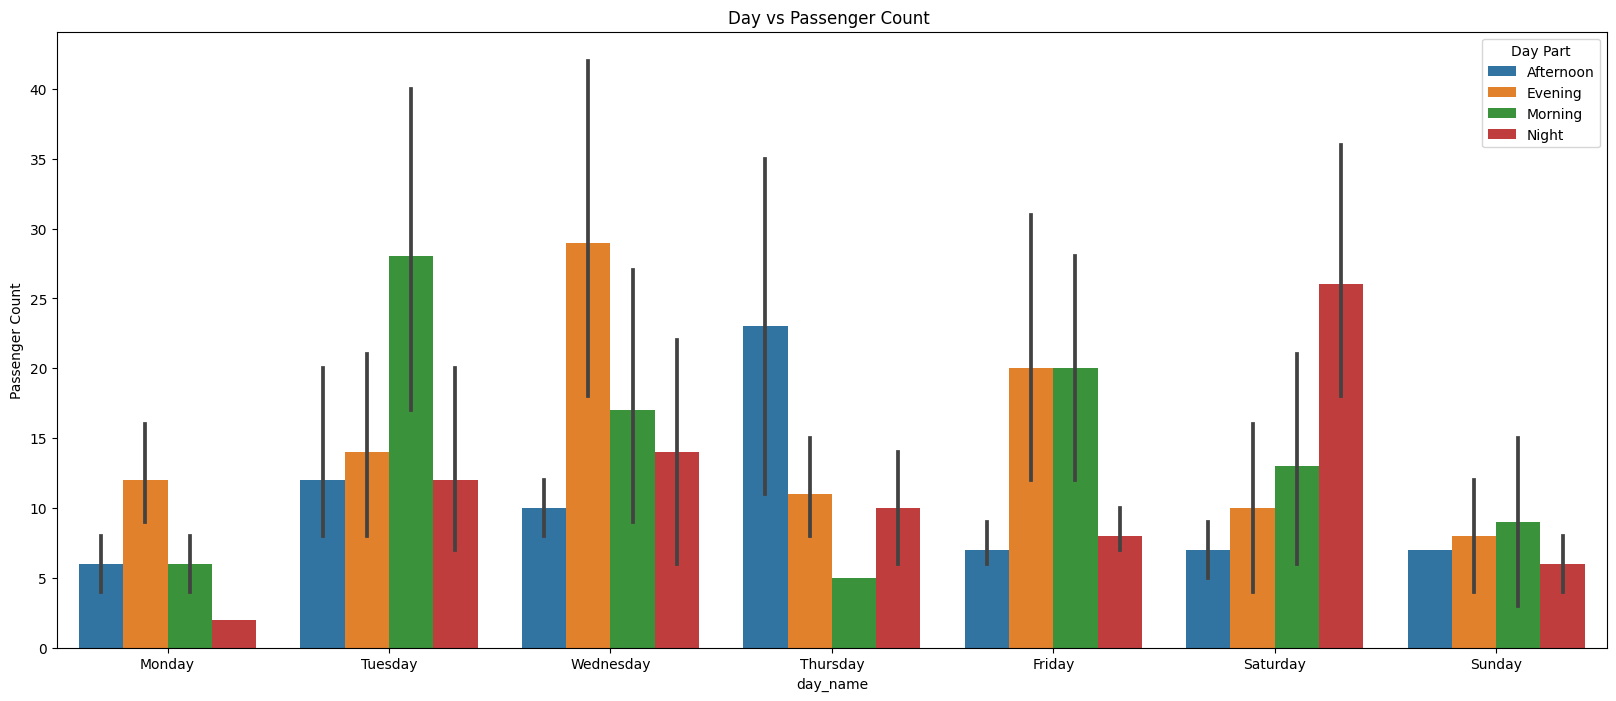 Day vs Passenger Count
Day Part
Afternoon
Evening
Morning
Night
Passenger Count
40
35
30
25
20
15
10
5
0
Monday Tuesday Wednesday Thursday Friday Saturday Sunday
day_name